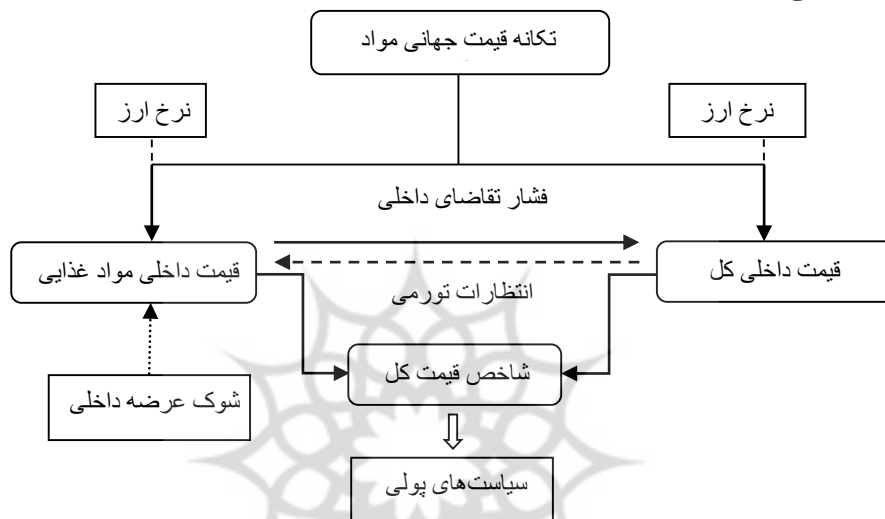 تکانه قیمت جهانی مواد
نرخ ارز
نرخ ارز
فشار تقاضای داخلی
قیمت داخلی کل
قیمت داخلی مواد غذایی
انتظارات تورمی
شاخص قیمت کل
شوک عرضه داخلی
سیاست‌های پولی